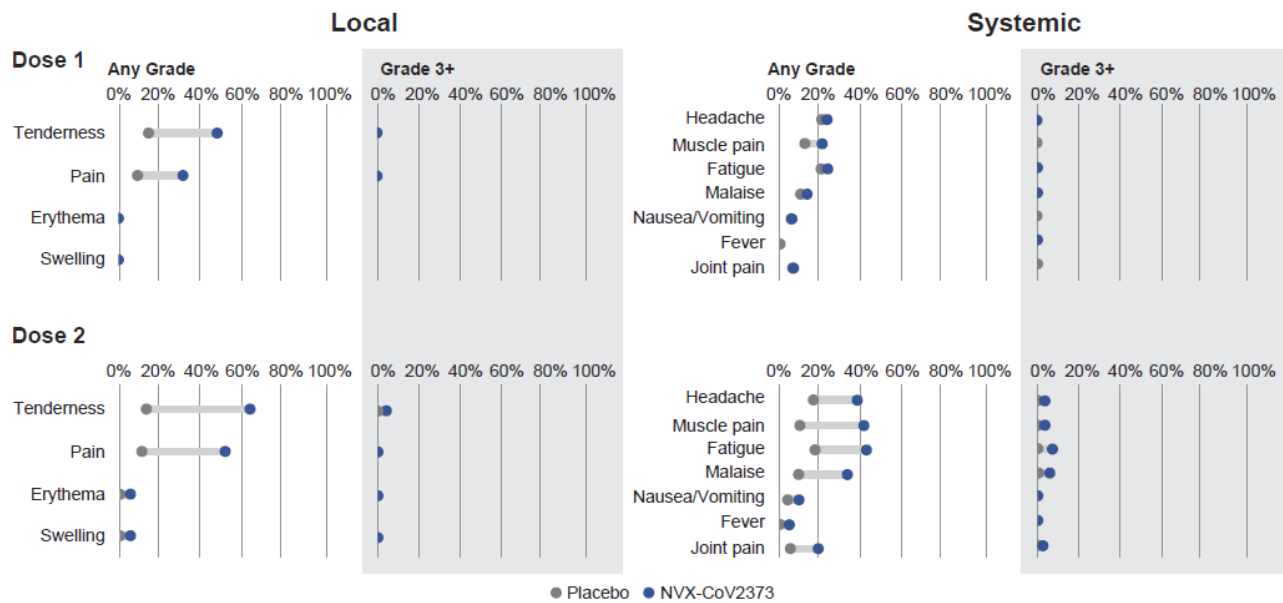 Local
Systemic
Dose 1
Any Grade
Grade 3+
Any Grade
Grade 3+
0% 20% 40% 60% 80% 100%
0% 20% 40% 60% 80% 100%
0% 20% 40% 60% 80% 100%
0% 20% 40% 60% 80% 100%
Tenderness
Pain
Erythema
Swelling
Headache
Muscle pain
Fatigue
Malaise
Nausea/Vomiting
Fever
Joint pain
Dose 2
0% 20% 40% 60% 80% 100%
0% 20% 40% 60% 80% 100%
0% 20% 40% 60% 80% 100%
0% 20% 40% 60% 80% 100%
Tenderness
Pain
Erythema
Swelling
Headache
Muscle pain
Fatigue
Malaise
Nausea/Vomiting
Fever
Joint pain
Placebo NVX-CoV2373